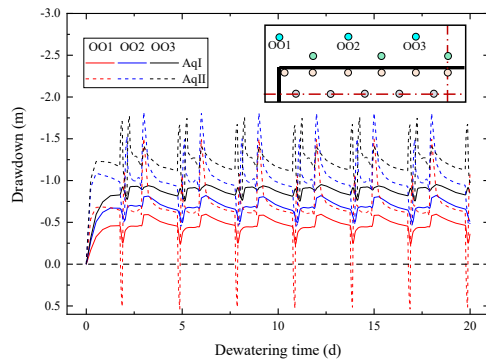 -3.0
-2.5
-2.0
-1.5
-1.0
-0.5
0.0
0.5
Drawdown (m)
OO1 OO2 OO3
AqI
AqII
OO1 OO2 OO3
0 5 10 15 20
Dewatering time (d)